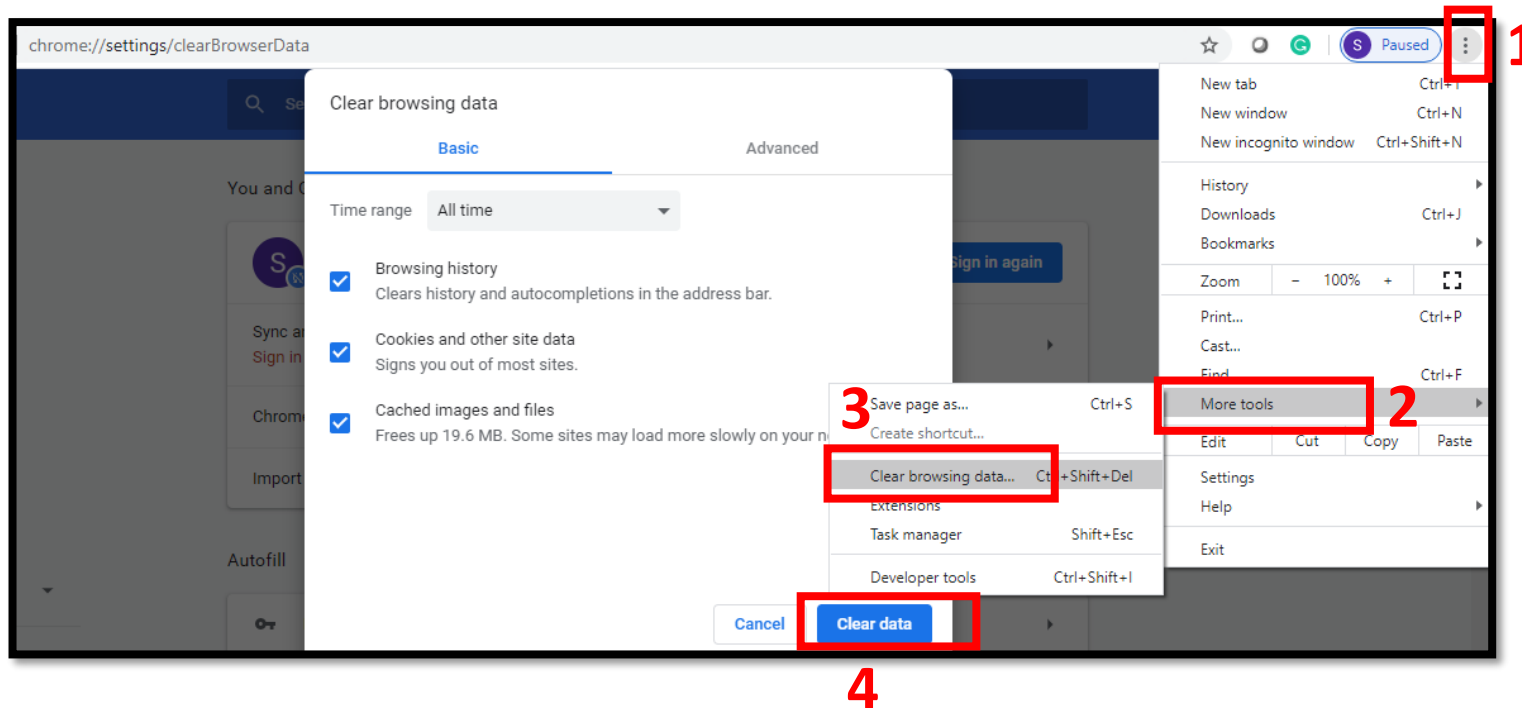 chrome://settings/clearBrowserData
S Paused
1
Se
Clear browsing data
Basic Advanced
Time range All time
Browsing history
Clears history and autocompletions in the address bar.
Cookies and other site data
Signs you out of most sites.
Cached images and files
Frees up 19.6 MB. Some sites may load more slowly on your n
Cancel Clear data
4
You and
S
Sign in again
Sync a
Sign in
Chrom
Import
Autofill
New tab Ctrl+T
New window Ctrl+N
New incognito window Ctrl+Shift+N
History
Downloads Ctrl+J
Bookmarks
Zoom − 100% +
Print... Ctrl+P
Cast...
Find... Ctrl+F
More tools 2
Edit Cut Copy Paste
Settings
Help
Exit
3
Save page as... Ctrl+S
Create shortcut...
Clear browsing data... Ctrl+Shift+Del
Extensions
Task manager Shift+Esc
Developer tools Ctrl+Shift+I